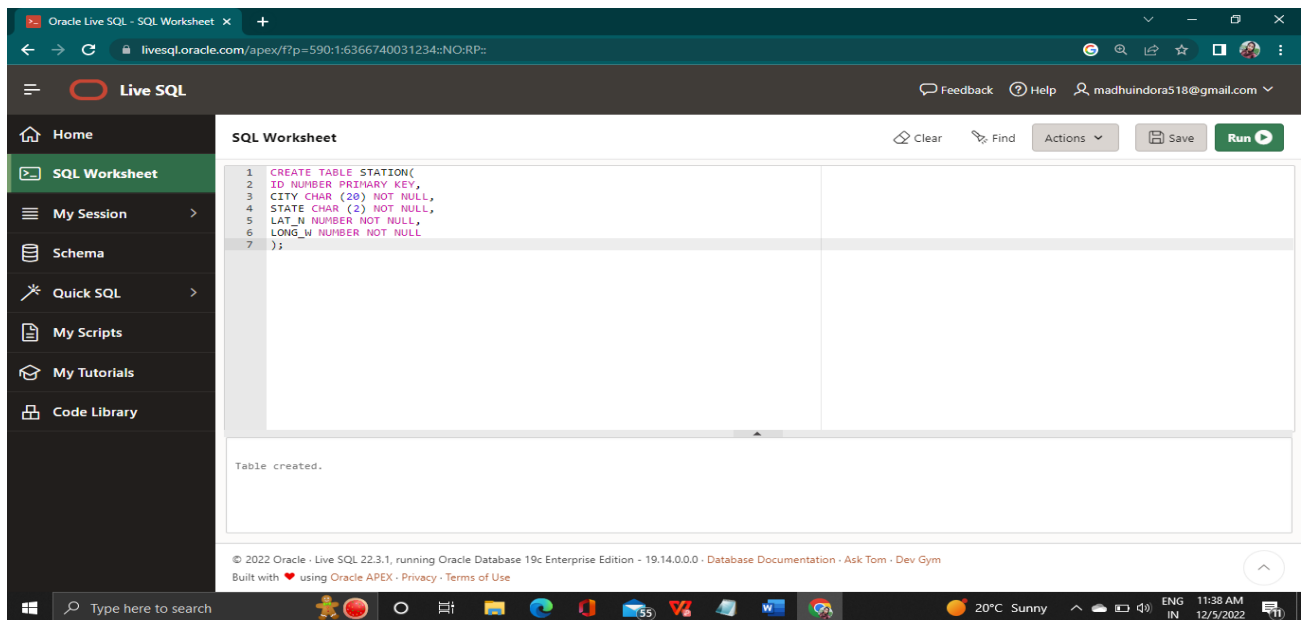 Oracle Live SQL - SQL Worksheet
livesql.oracle.com/apex/f?p=590:1:6366740031234::NO:RP::
Live SQL
Feedback
Help
madhuindora518@gmail.com
Home
SQL Worksheet
My Session
Schema
Quick SQL
My Scripts
My Tutorials
Code Library
SQL Worksheet
Clear
Find
Actions
Save
Run
1 CREATE TABLE STATION(
2 ID NUMBER PRIMARY KEY,
3 CITY CHAR (20) NOT NULL,
4 STATE CHAR (2) NOT NULL,
5 LAT_N NUMBER NOT NULL,
6 LONG_W NUMBER NOT NULL
7 );
Table created.
© 2022 Oracle · Live SQL 22.3.1, running Oracle Database 19c Enterprise Edition - 19.14.0.0.0 · Database Documentation · Ask Tom · Dev Gym
Built with ❤ using Oracle APEX · Privacy · Terms of Use
Type here to search
55
20°C Sunny
ENG
IN
11:38 AM
12/5/2022
11